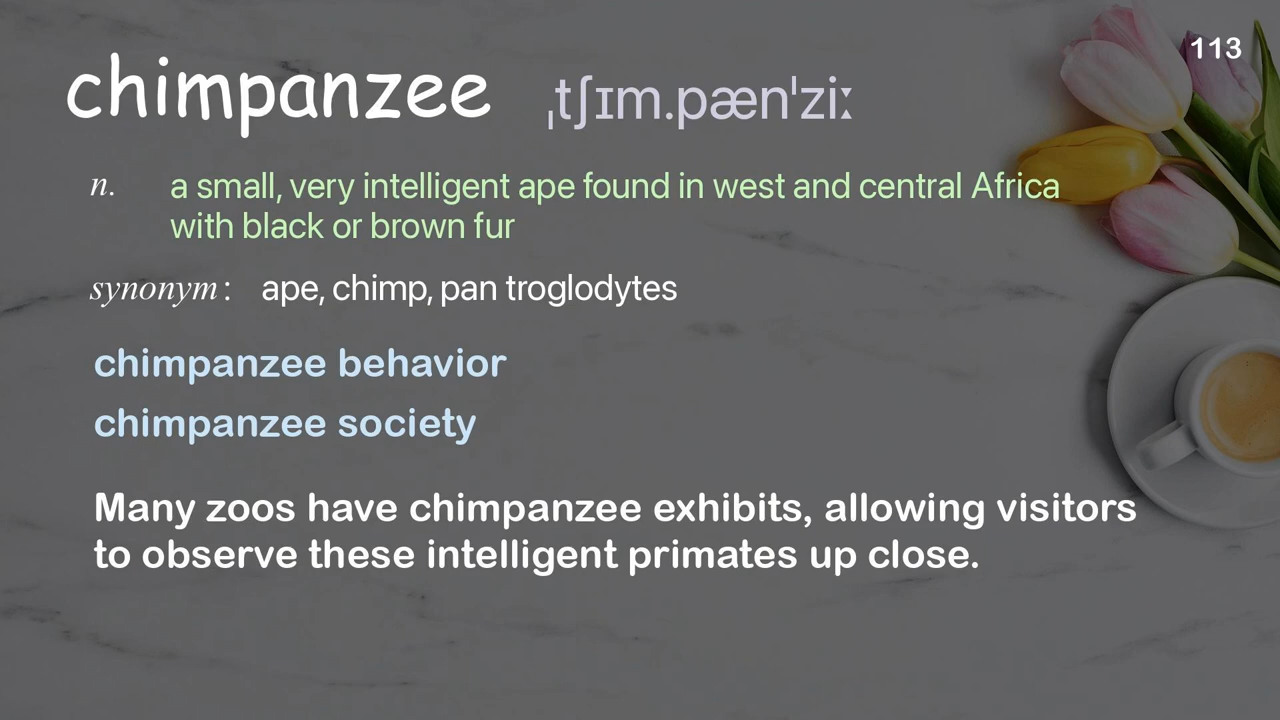 113
chimpanzee ˌtʃɪm.pænˈziː
n. a small, very intelligent ape found in west and central Africa
with black or brown fur
synonym: ape, chimp, pan troglodytes
chimpanzee behavior
chimpanzee society
Many zoos have chimpanzee exhibits, allowing visitors
to observe these intelligent primates up close.